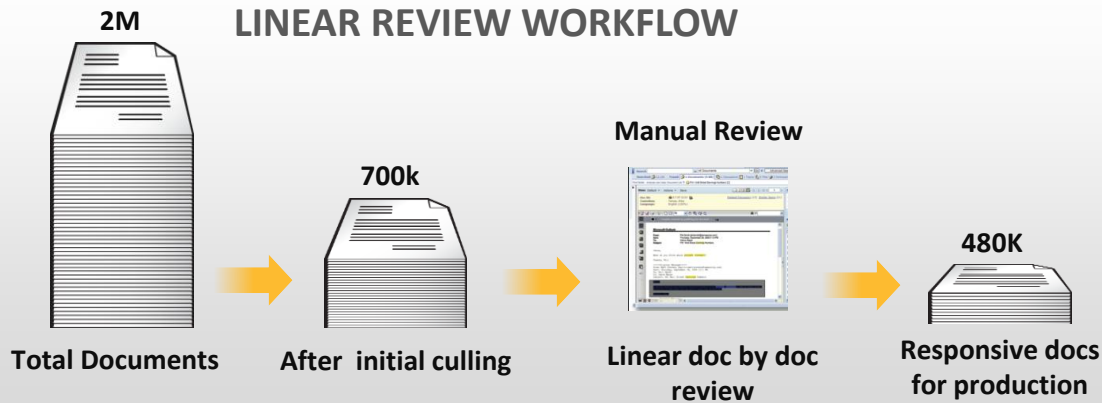 LINEAR REVIEW WORKFLOW
2M
Total Documents
700k
After initial culling
Manual Review
Linear doc by doc
review
480K
Responsive docs
for production